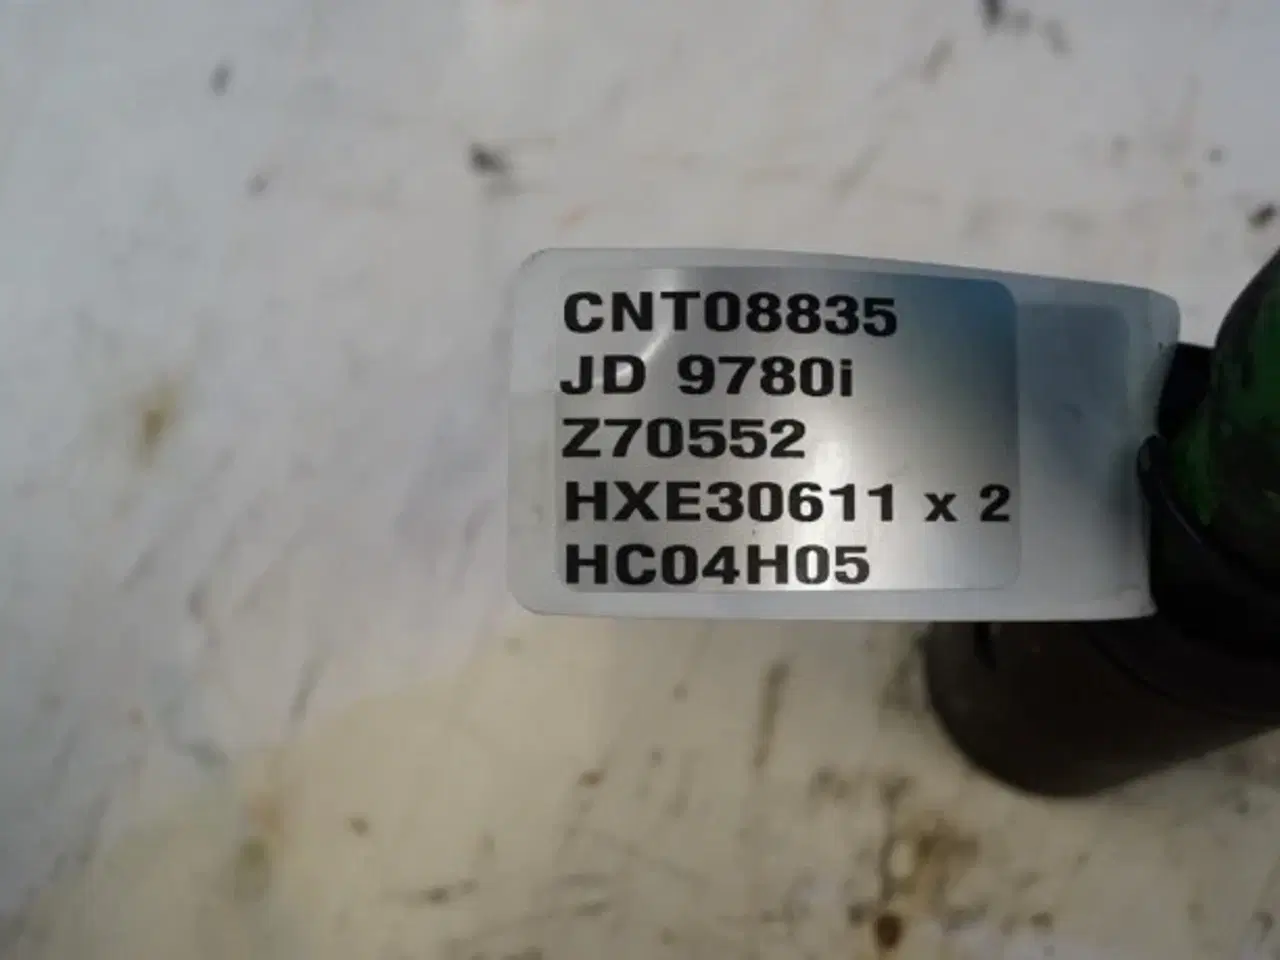 CNT08835
JD 9780i
Z70552
HXE30611 x 2
HC04H05